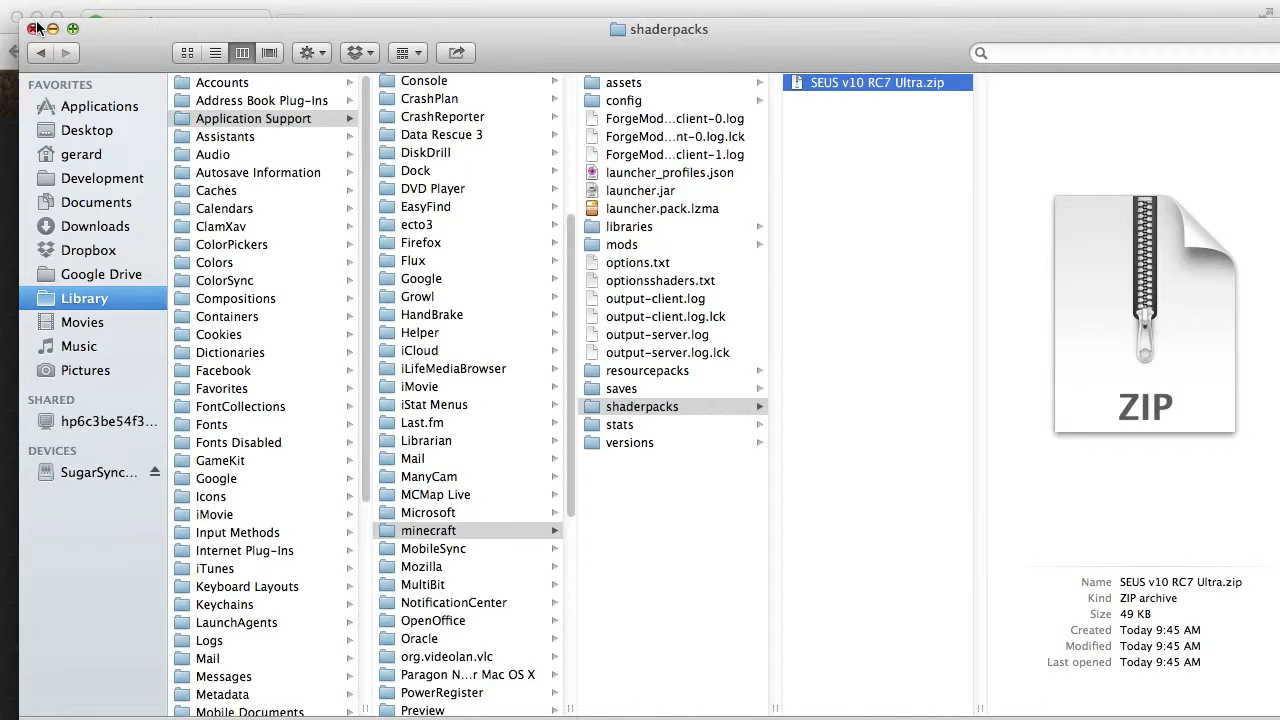 shaderpacks
FAVORITES
Applications
Desktop
gerard
Development
Documents
Downloads
Dropbox
Google Drive
Library
Movies
Music
Pictures
SHARED
hp6c3be54f3...
DEVICES
SugarSync...
Accounts
Address Book Plug-Ins
Application Support
Assistants
Audio
Autosave Information
Caches
Calendars
ClamXav
ColorPickers
Colors
ColorSync
Compositions
Containers
Cookies
Dictionaries
Facebook
Favorites
FontCollections
Fonts
Fonts Disabled
GameKit
Google
Icons
iMovie
Input Methods
Internet Plug-Ins
iTunes
Keyboard Layouts
Keychains
LaunchAgents
Logs
Mail
Messages
Metadata
Mobile Documents
Console
CrashPlan
CrashReporter
Data Rescue 3
DiskDrill
Dock
DVD Player
EasyFind
ecto3
Firefox
Flux
Google
Growl
HandBrake
Helper
iCloud
iLifeMediaBrowser
iMovie
iStat Menus
Last.fm
Librarian
Mail
ManyCam
MCMap Live
Microsoft
minecraft
MobileSync
Mozilla
MultiBit
NotificationCenter
OpenOffice
Oracle
org.videolan.vlc
Paragon N...r Mac OS X
PowerRegister
Preview
assets
config
ForgeMod...client-0.log
ForgeMod...nt-0.log.lck
ForgeMod...client-1.log
launcher_profiles.json
launcher.jar
launcher.pack.lzma
libraries
mods
options.txt
optionsshaders.txt
output-client.log
output-client.log.lck
output-server.log
output-server.log.lck
resourcepacks
saves
shaderpacks
stats
versions
SEUS v10 RC7 Ultra.zip
ZIP
Name SEUS v10 RC7 Ultra.zip
Kind ZIP archive
Size 49 KB
Created Today 9:45 AM
Modified Today 9:45 AM
Last opened Today 9:45 AM